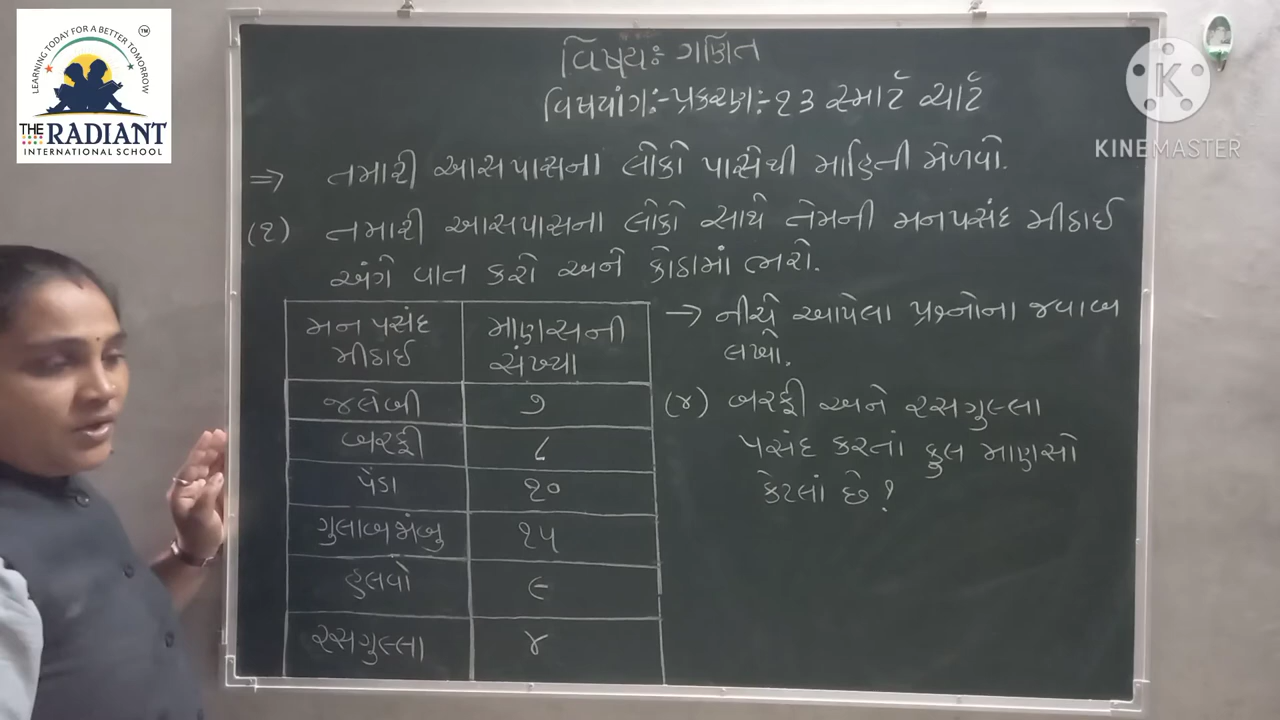 LEARNING TODAY FOR A BETTER TOMORROW
TM
THE RADIANT
INTERNATIONAL SCHOOL
K
KINEMASTER
વિષય:- ગણિત
વિષયાંગ:- પ્રકરણ:- ૧૩ સ્માર્ટ ચાર્ટ
⇒ તમારી આસપાસના લોકો પાસેથી માહિતી મેળવો.
(૧) તમારી આસપાસના લોકો સાથે તેમની મનપસંદ મીઠાઈ
અંગે વાત કરો અને કોઠામાં ભરો.
મનપસંદ મીઠાઈ માણસની સંખ્યા
જલેબી ૭
બરફી ૮
પેંડા ૧૦
ગુલાબજાંબુ ૧૫
હલવો ૯
રસગુલ્લા ૪
→ નીચે આપેલા પ્રશ્નોના જવાબ
લખો.
(૪) બરફી અને રસગુલ્લા
પસંદ કરતાં કુલ માણસો
કેટલાં છે ?